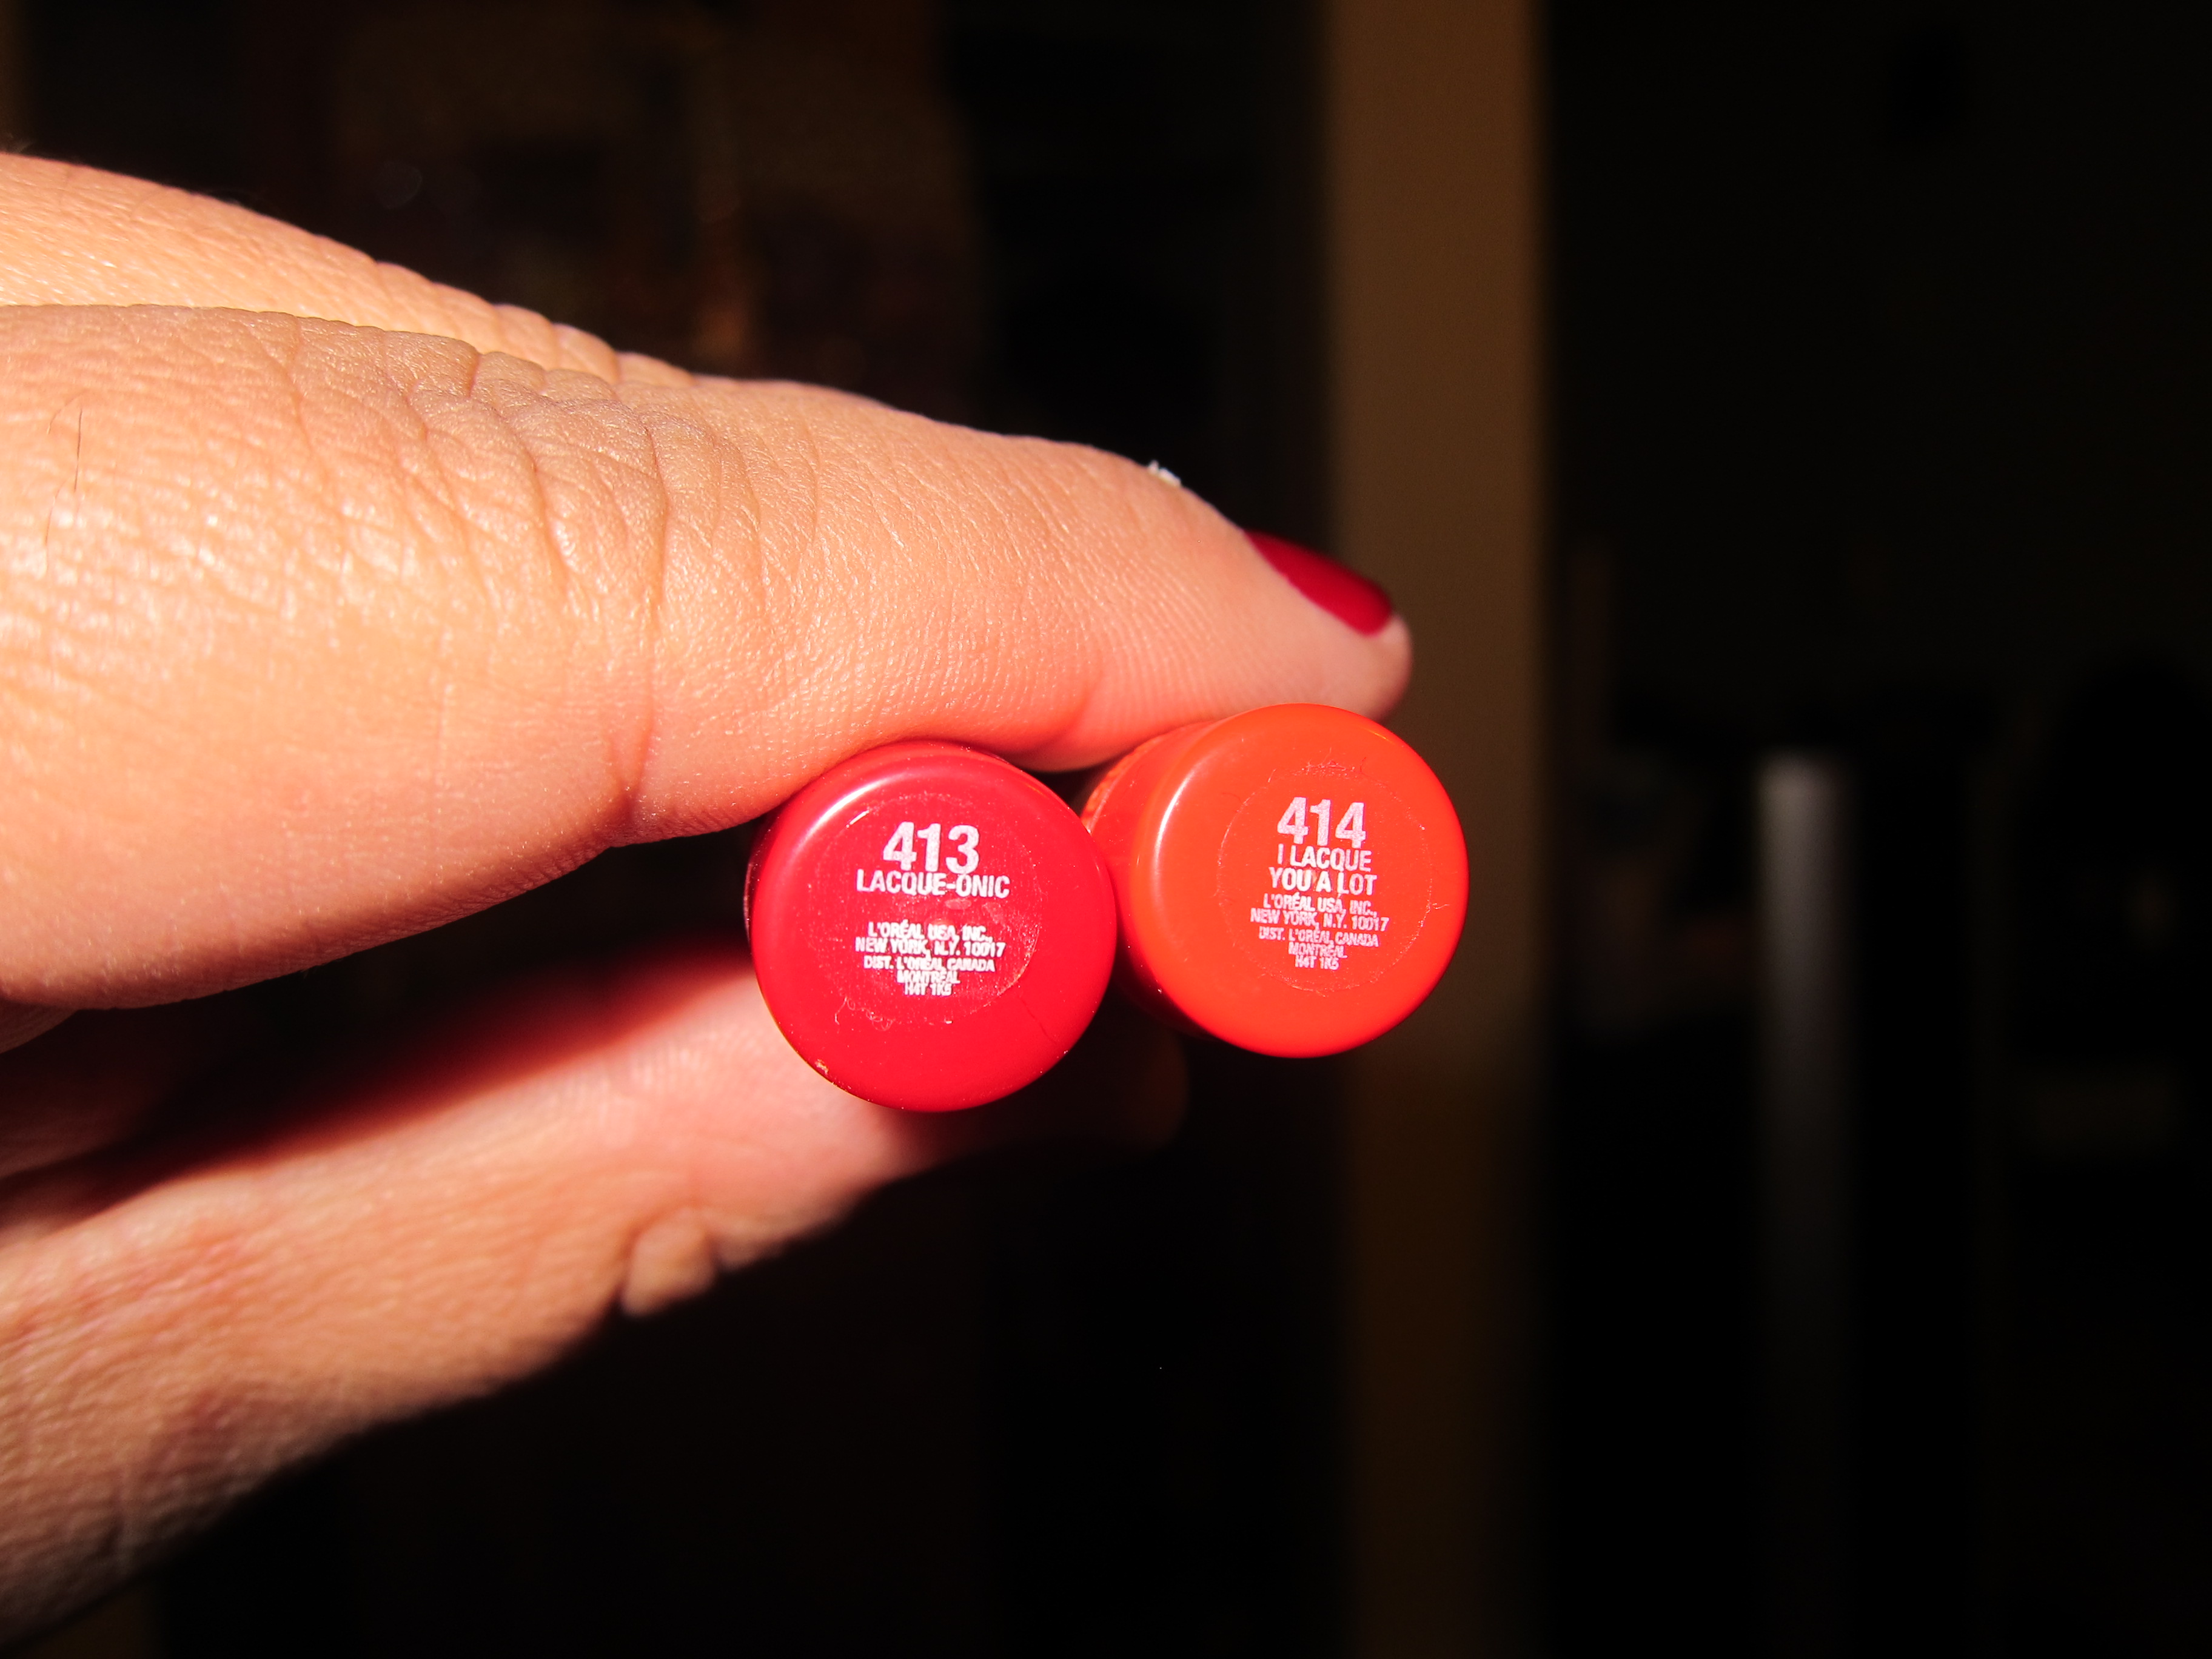 413
LACQUE-ONIC
L'ORÉAL USA, INC.,
NEW YORK, N.Y. 10017
DIST. L'ORÉAL CANADA
MONTRÉAL
H4T 1K5
414
I LACQUE
YOU A LOT
L'ORÉAL USA, INC.,
NEW YORK, N.Y. 10017
DIST. L'ORÉAL CANADA
MONTRÉAL
H4T 1K5